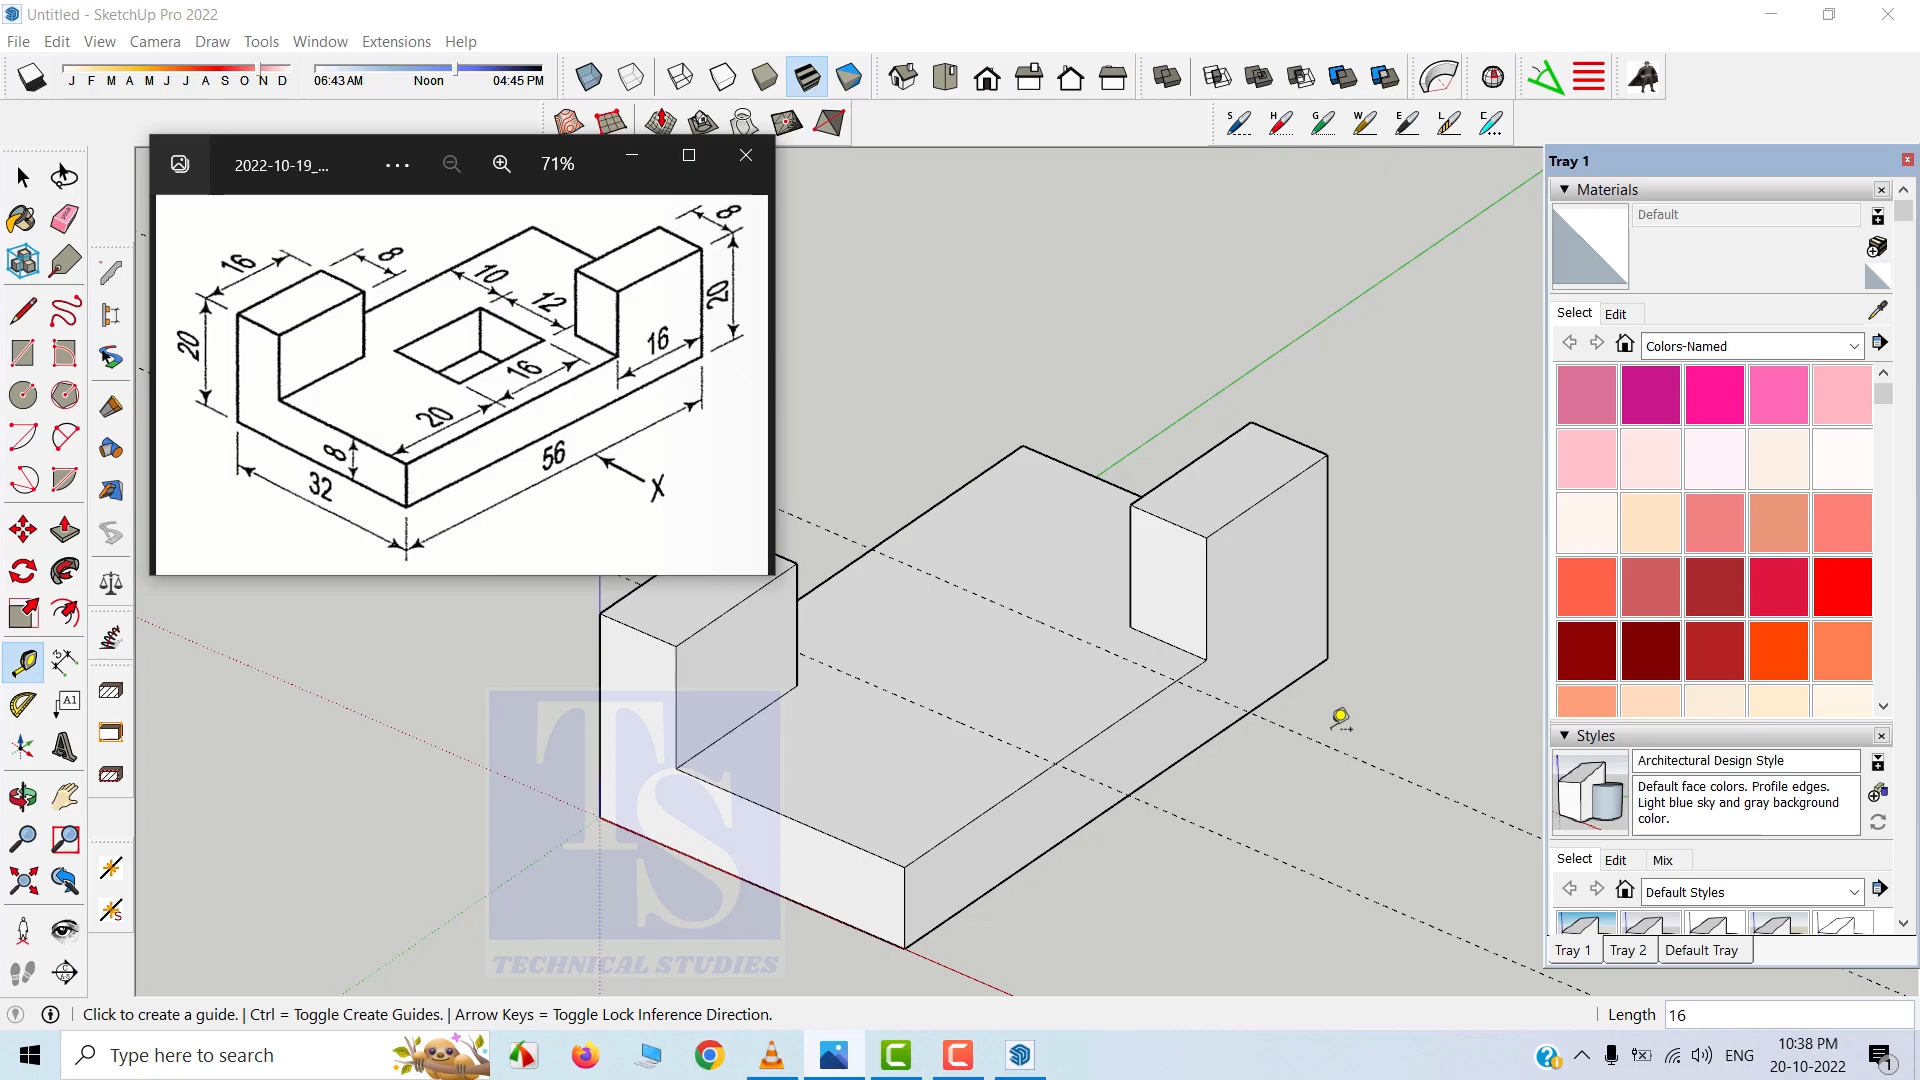 Untitled - SketchUp Pro 2022
File Edit View Camera Draw Tools Window Extensions Help
J F M A M J J A S O N D
06:43 AM Noon 04:45 PM
S H G W E L C
2022-10-19_...
71%
16
8
20
10
12
8
20
16
16
20
8
32
56
X
A1
TS
TECHNICAL STUDIES
Tray 1
Materials
Default
Select Edit
Colors-Named
Styles
Architectural Design Style
Default face colors. Profile edges.
Light blue sky and gray background
color.
Select Edit Mix
Default Styles
Tray 1 Tray 2 Default Tray
Click to create a guide. | Ctrl = Toggle Create Guides. | Arrow Keys = Toggle Lock Inference Direction.
Length 16
Type here to search
ENG
10:38 PM
20-10-2022
1